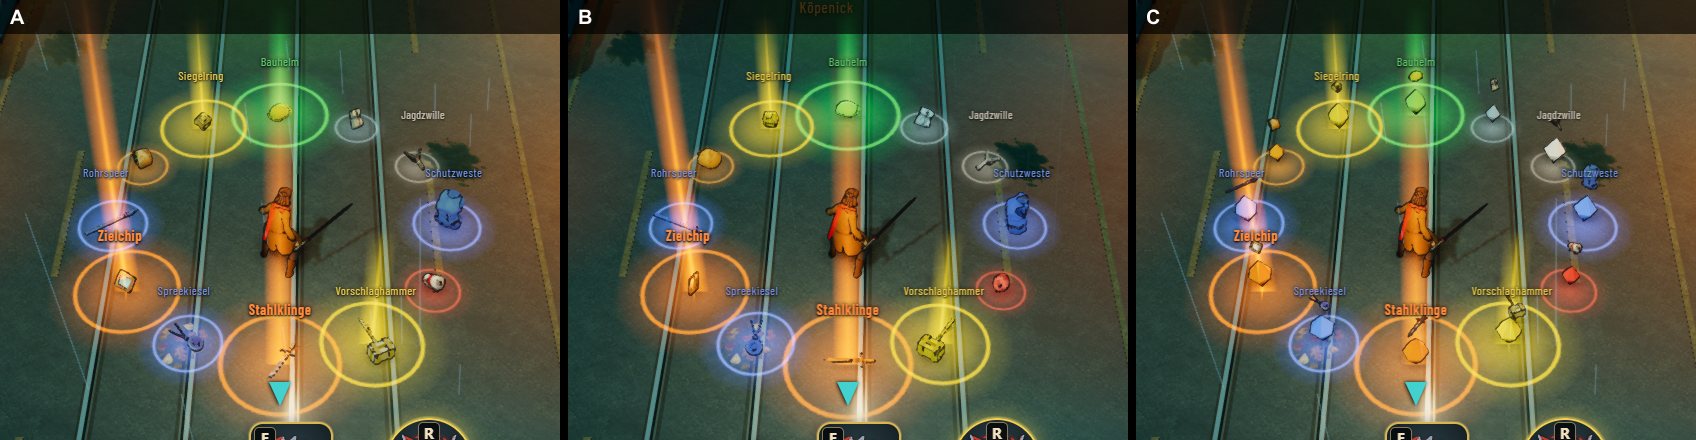 A
Siegelring
Bauhelm
Jagdzwille
Rohrspeer
Schutzweste
Zielchip
Spreekiesel
Vorschlaghammer
Stahlklinge
F
R
B
Köpenick
Siegelring
Bauhelm
Jagdzwille
Rohrspeer
Schutzweste
Zielchip
Spreekiesel
Vorschlaghammer
Stahlklinge
R
C
Siegelring
Bauhelm
Jagdzwille
Rohrspeer
Schutzweste
Zielchip
Spreekiesel
Vorschlaghammer
Stahlklinge
R